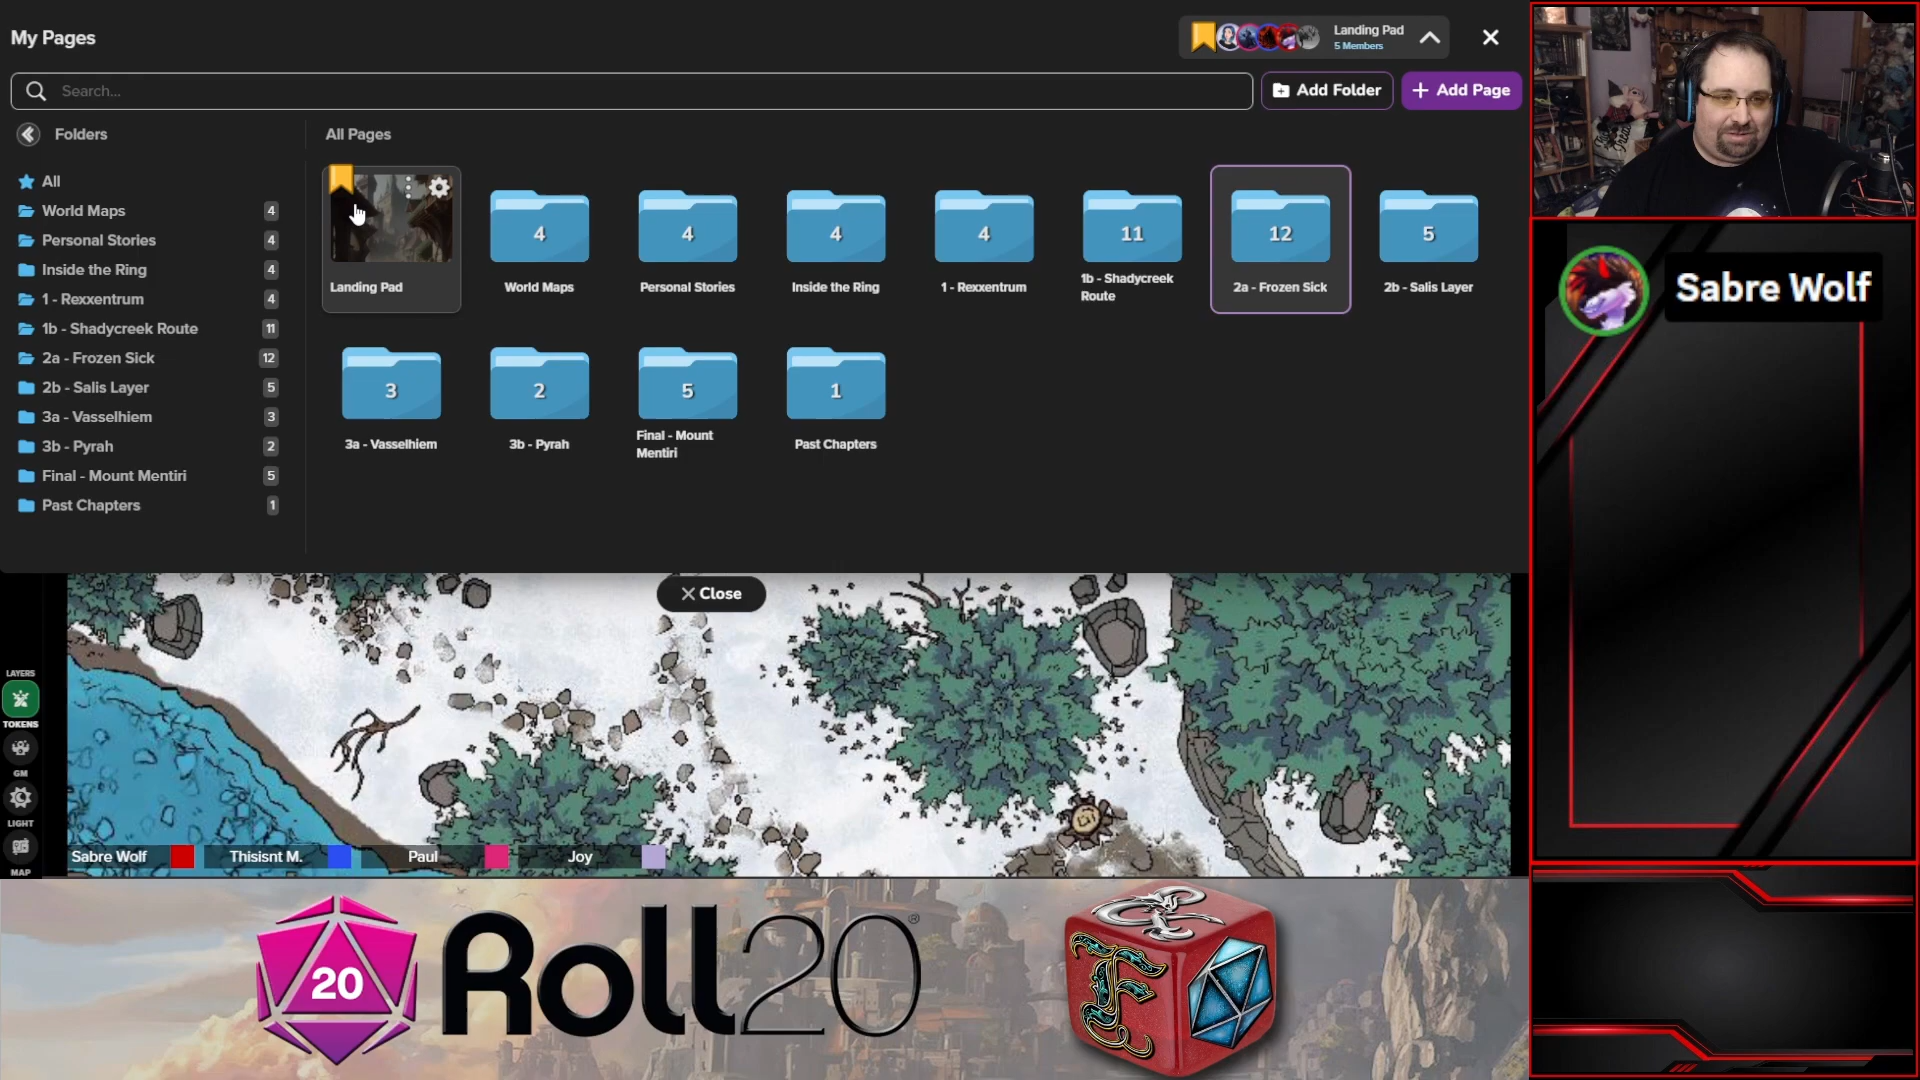 My Pages
Landing Pad
5 Members
Search...
Add Folder
Add Page
Folders
All Pages
All
World Maps 4
Personal Stories 4
Inside the Ring 4
1 - Rexxentrum 4
1b - Shadycreek Route 11
2a - Frozen Sick 12
2b - Salis Layer 5
3a - Vasselhiem 3
3b - Pyrah 2
Final - Mount Mentiri 5
Past Chapters 1
4
4
4
4
11
12
5
Landing Pad
World Maps
Personal Stories
Inside the Ring
1 - Rexxentrum
1b - Shadycreek
Route
2a - Frozen Sick
2b - Salis Layer
3
2
5
1
3a - Vasselhiem
3b - Pyrah
Final - Mount
Mentiri
Past Chapters
Close
LAYERS
TOKENS
GM
LIGHT
MAP
Sabre Wolf
Thisisnt M.
Paul
Joy
Sabre Wolf
20
Roll20®